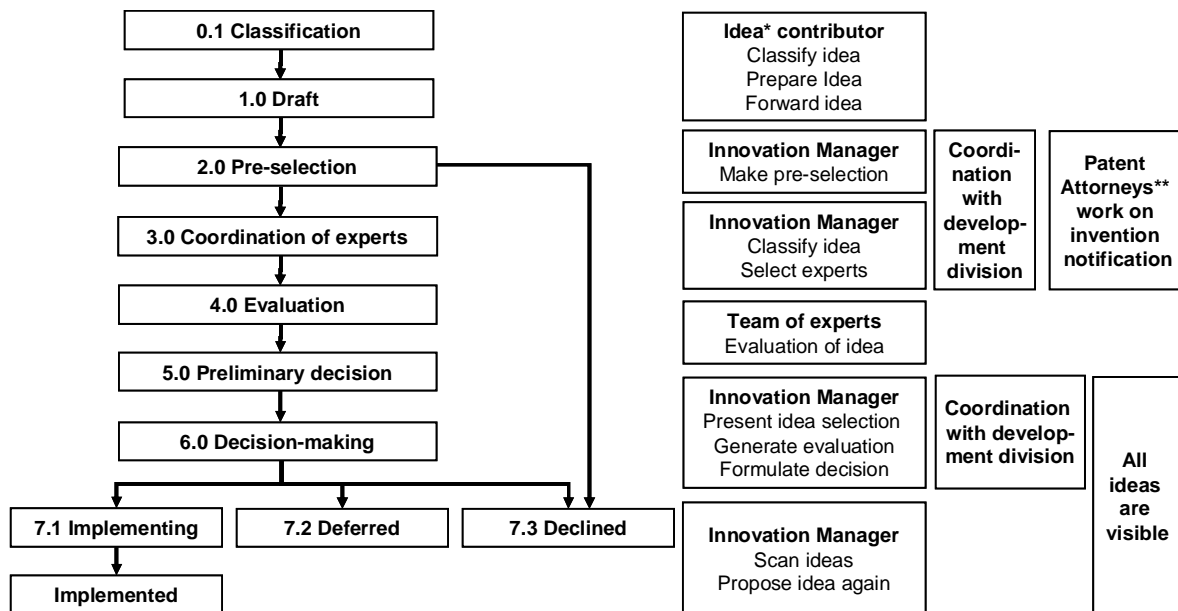 0.1 Classification
1.0 Draft
2.0 Pre-selection
3.0 Coordination of experts
4.0 Evaluation
5.0 Preliminary decision
6.0 Decision-making
7.1 Implementing
7.2 Deferred
7.3 Declined
Implemented
Idea* contributor
Classify idea
Prepare Idea
Forward idea
Innovation Manager
Make pre-selection
Innovation Manager
Classify idea
Select experts
Coordi-
nation
with
develop-
ment
division
Patent
Attorneys**
work on
invention
notification
Team of experts
Evaluation of idea
Innovation Manager
Present idea selection
Generate evaluation
Formulate decision
Coordination
with develop-
ment division
All
ideas
are
visible
Innovation Manager
Scan ideas
Propose idea again